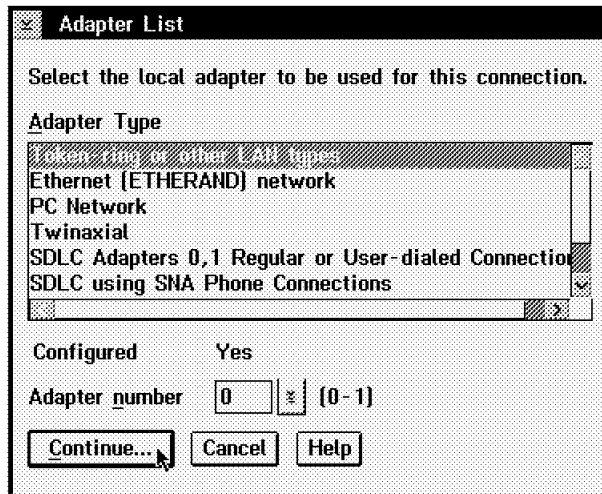 Adapter List
Select the local adapter to be used for this connection.
Adapter Type
Token-ring or other LAN types
Ethernet (ETHERAND) network
PC Network
Twinaxial
SDLC Adapters 0,1 Regular or User-dialed Connection
SDLC using SNA Phone Connections
Configured Yes
Adapter number 0 (0-1)
Continue... Cancel Help